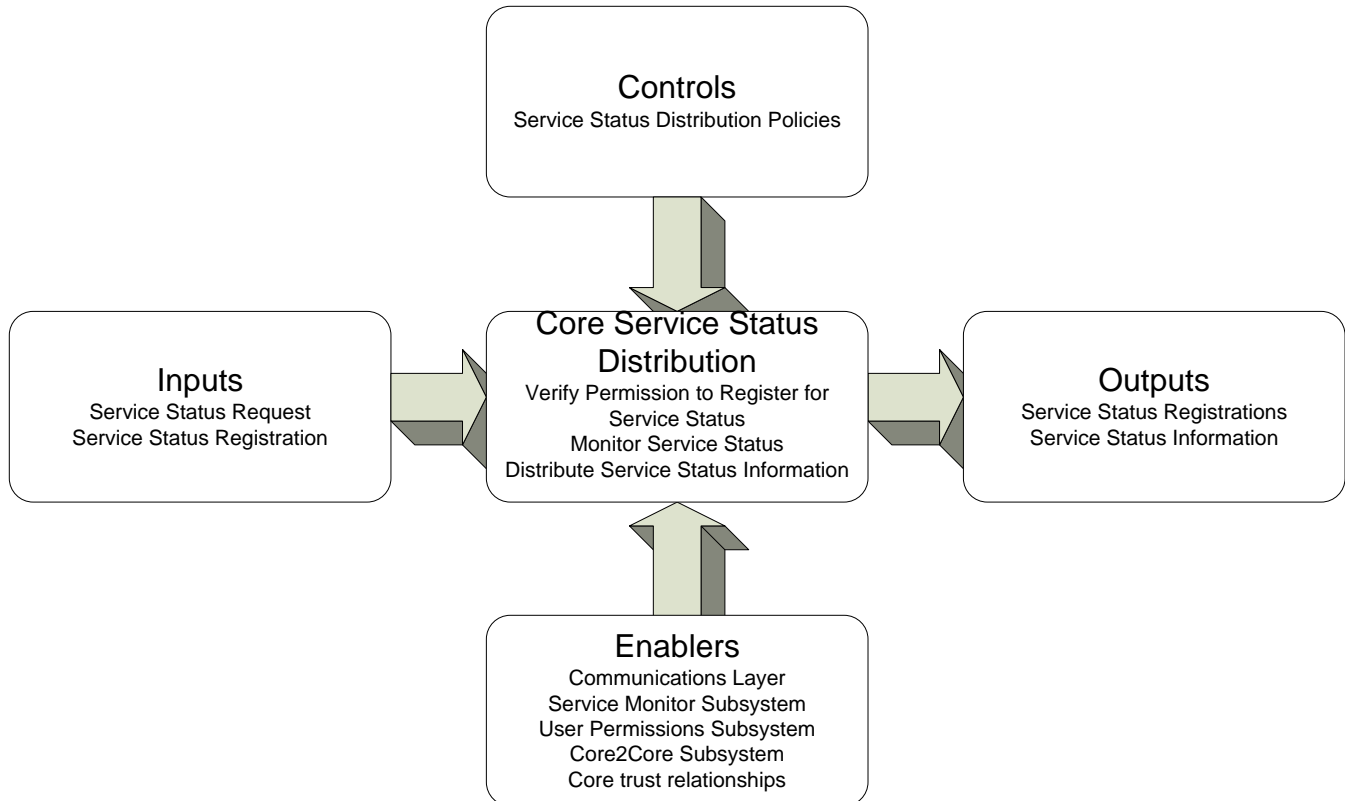 Controls
Service Status Distribution Policies
Inputs
Service Status Request
Service Status Registration
Core Service Status
Distribution
Verify Permission to Register for
Service Status
Monitor Service Status
Distribute Service Status Information
Outputs
Service Status Registrations
Service Status Information
Enablers
Communications Layer
Service Monitor Subsystem
User Permissions Subsystem
Core2Core Subsystem
Core trust relationships